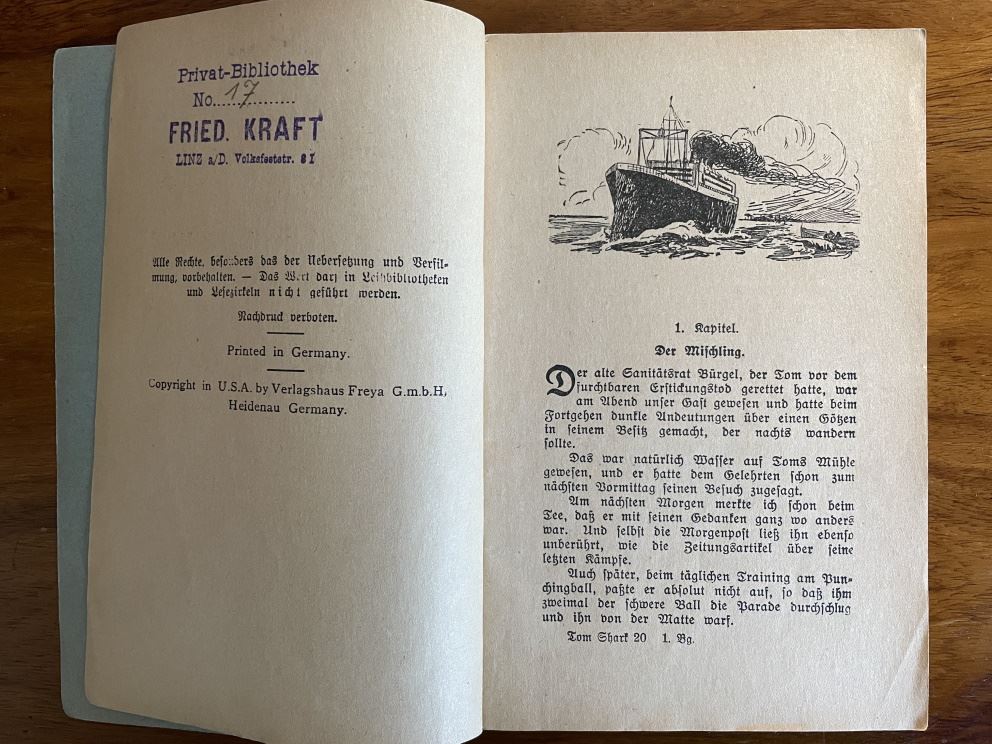 Privat-Bibliothek
No. 17
FRIED. KRAFT
LINZ a/D. Volksfeststr.
Alle Rechte, besonders das der Uebersetzung und Verfil-
mung, vorbehalten. — Das Wert darf in Leihbibliotheken
und Lesezirkeln nicht geführt werden.
Nachdruck verboten.
Printed in Germany.
Copyright in U.S.A. by Verlagshaus Freya G.m.b.H,
Heidenau Germany.
1. Kapitel.
Der Mischling.
Der alte Sanitätsrat Bürgel, der Tom vor dem
furchtbaren Erstickungstod gerettet hatte, war
am Abend unser Gast gewesen und hatte beim
Fortgehen dunkle Andeutungen über einen Götzen
in seinem Besitz gemacht, der nachts wandern
sollte.
Das war natürlich Wasser auf Toms Mühle
gewesen, und er hatte dem Gelehrten schon zum
nächsten Vormittag seinen Besuch zugesagt.
Am nächsten Morgen merkte ich schon beim
Tee, daß er mit seinen Gedanken ganz wo anders
war. Und selbst die Morgenpost ließ ihn ebenso
unberührt, wie die Zeitungsartikel über seine
letzten Kämpfe.
Auch später, beim täglichen Training am Pun-
chingball, paßte er absolut nicht auf, so daß ihm
zweimal der schwere Ball die Parade durchschlug
und ihn von der Matte warf.
Tom Shark 20 1. Bg.